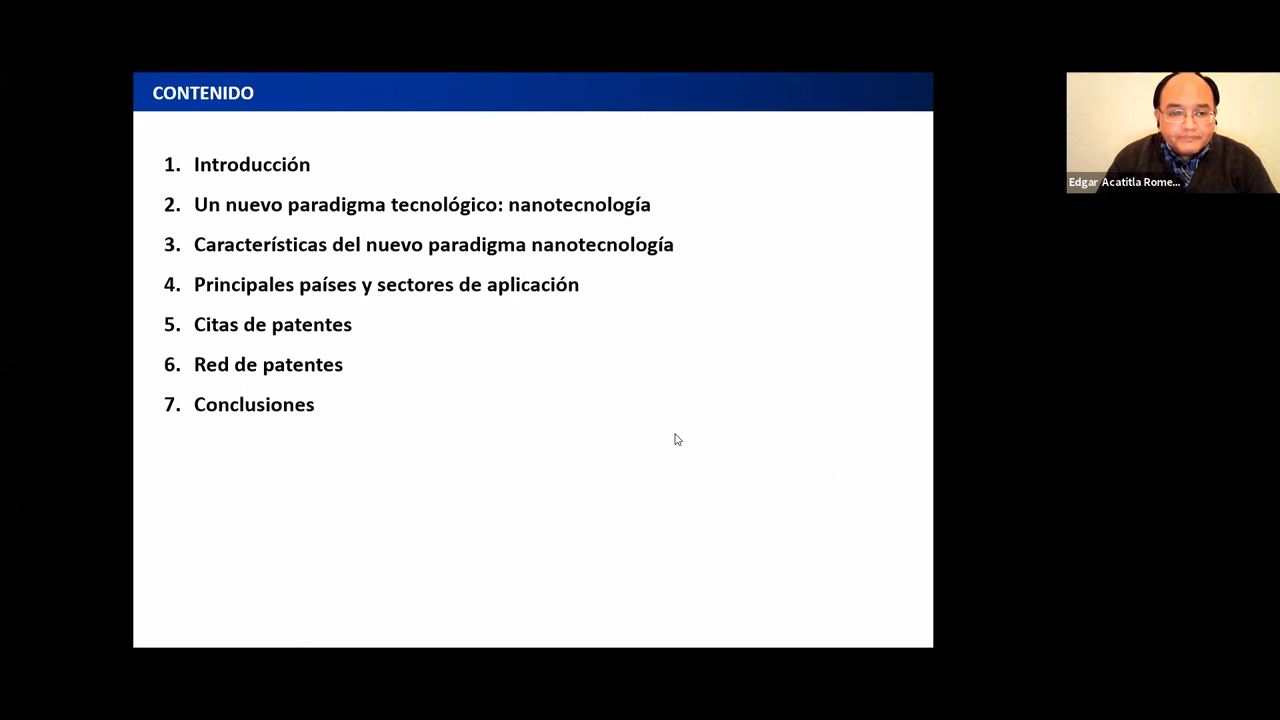 CONTENIDO
1. Introducción
2. Un nuevo paradigma tecnológico: nanotecnología
3. Características del nuevo paradigma nanotecnología
4. Principales países y sectores de aplicación
5. Citas de patentes
6. Red de patentes
7. Conclusiones
Edgar Acatitla Rome...